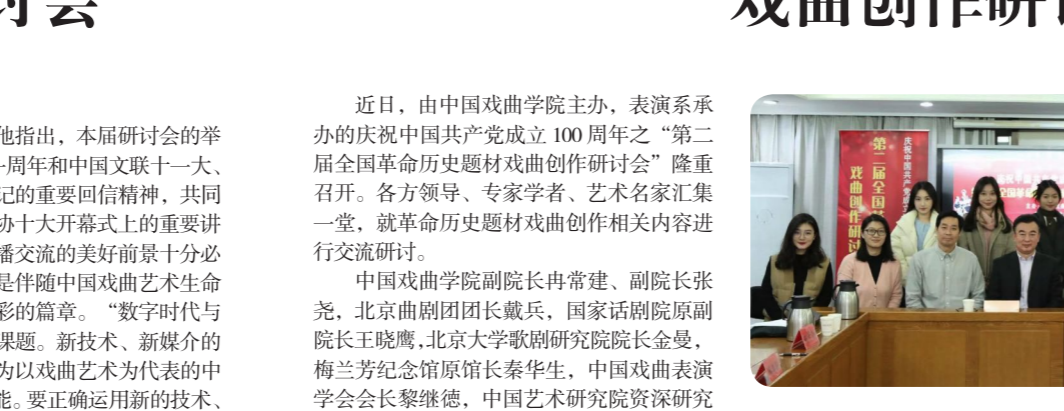 讨会
戏曲创作研讨
他指出，本届研讨会的举
一周年和中国文联十一大、
记的重要回信精神，共同
协十大开幕式上的重要讲
播交流的美好前景十分必
是伴随中国戏曲艺术生命
彩的篇章。“数字时代与
课题。新技术、新媒介的
为以戏曲艺术为代表的中
能。要正确运用新的技术、
近日，由中国戏曲学院主办，表演系承
办的庆祝中国共产党成立 100 周年之“第二
届全国革命历史题材戏曲创作研讨会”隆重
召开。各方领导、专家学者、艺术名家汇集
一堂，就革命历史题材戏曲创作相关内容进
行交流研讨。
中国戏曲学院副院长冉常建、副院长张
尧，北京曲剧团团长戴兵，国家话剧院原副
院长王晓鹰，北京大学歌剧研究院院长金曼，
梅兰芳纪念馆原馆长秦华生，中国戏曲表演
学会会长黎继德，中国艺术研究院资深研究
庆祝中国共产党成立
第二届全国
戏曲创作研讨